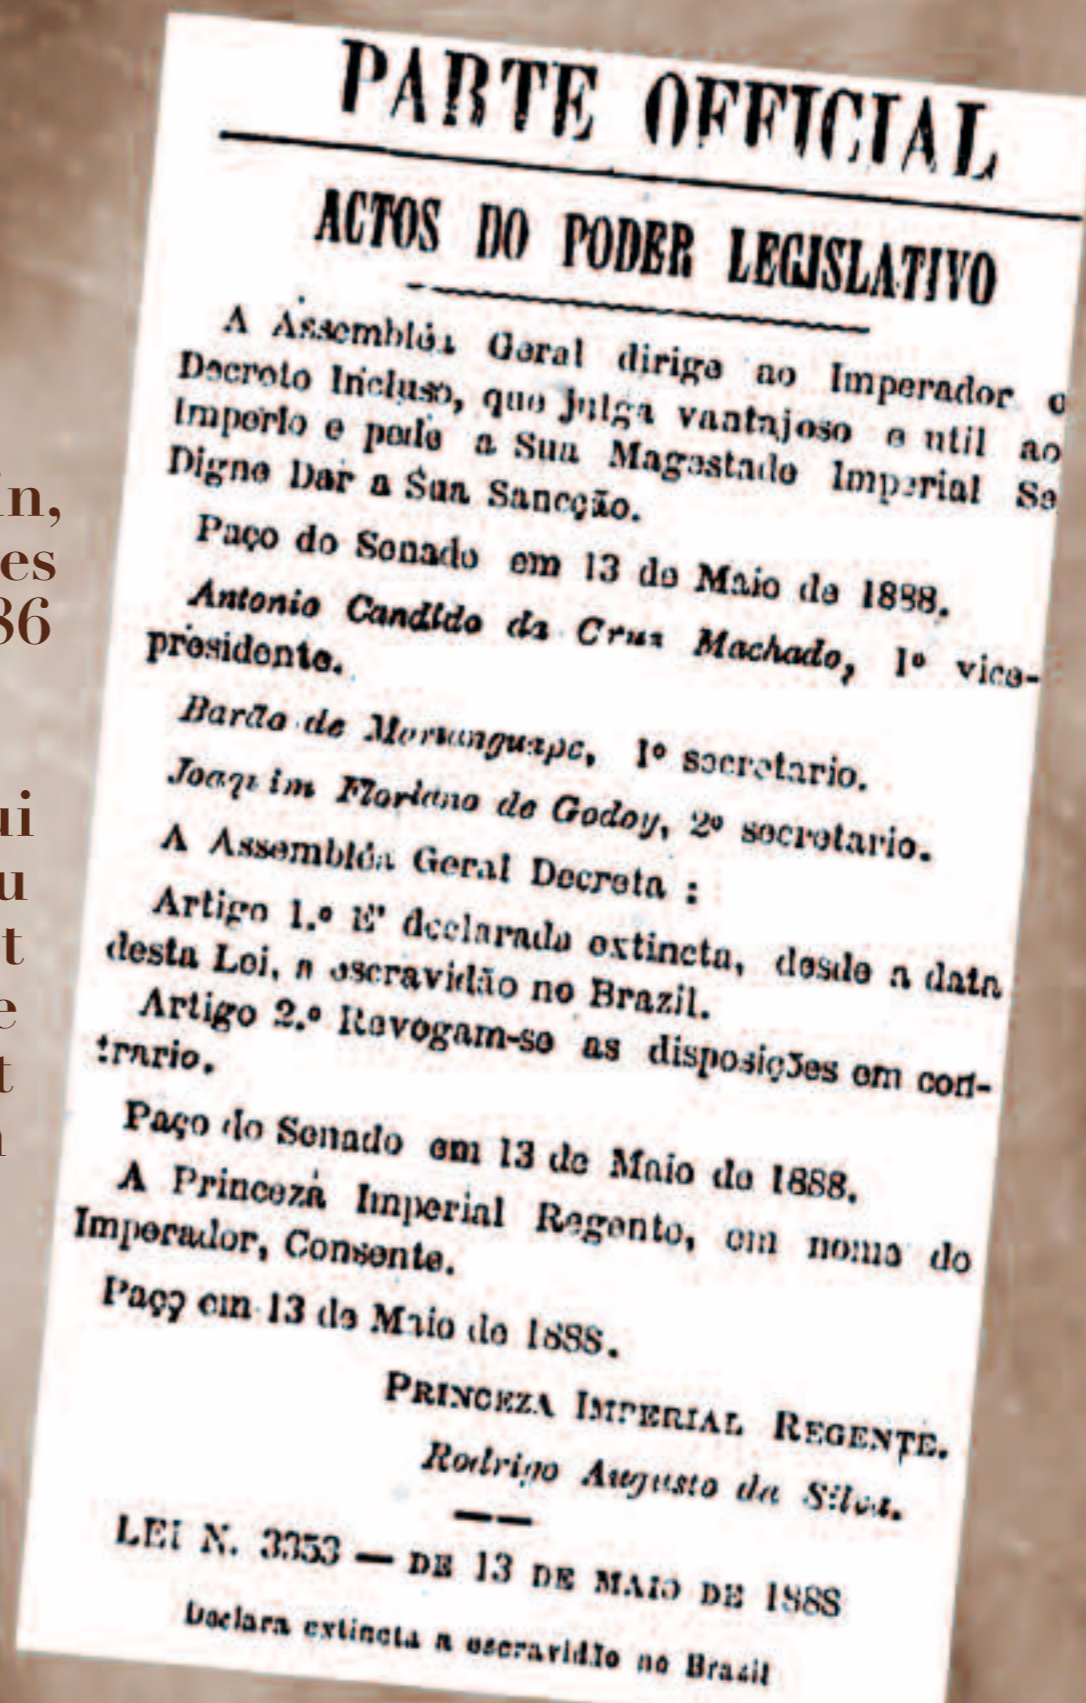 in,
es
86
ui
u
t
e
t
PARTE OFFICIAL
ACTOS DO PODER LEGISLATIVO
A Assembléa Geral dirige ao Imperador o
Decreto Incluso, que julga vantajoso e util ao
Imperio e pede a Sua Magestade Imperial Se
Digne Dar a Sua Sancção.
Paço do Senado em 13 de Maio de 1888.
Antonio Candido da Cruz Machado, 1º vice-
presidente.
Barão de Mamanguape, 1º secretario.
Joaquim Floriano de Godoy, 2º secretario.
A Assembléa Geral Decreta :
Artigo 1.º E' declarada extincta, desde a data
desta Lei, a escravidão no Brazil.
Artigo 2.º Revogam-se as disposições em con-
trario.
Paço do Senado em 13 de Maio de 1888.
A Princeza Imperial Regente, em nome do
Imperador, Consente.
Paço em 13 de Maio de 1888.
PRINCEZA IMPERIAL REGENTE.
Rodrigo Augusto da Silva.
LEI N. 3353 — DE 13 DE MAIO DE 1888
Declara extincta a escravidão no Brazil